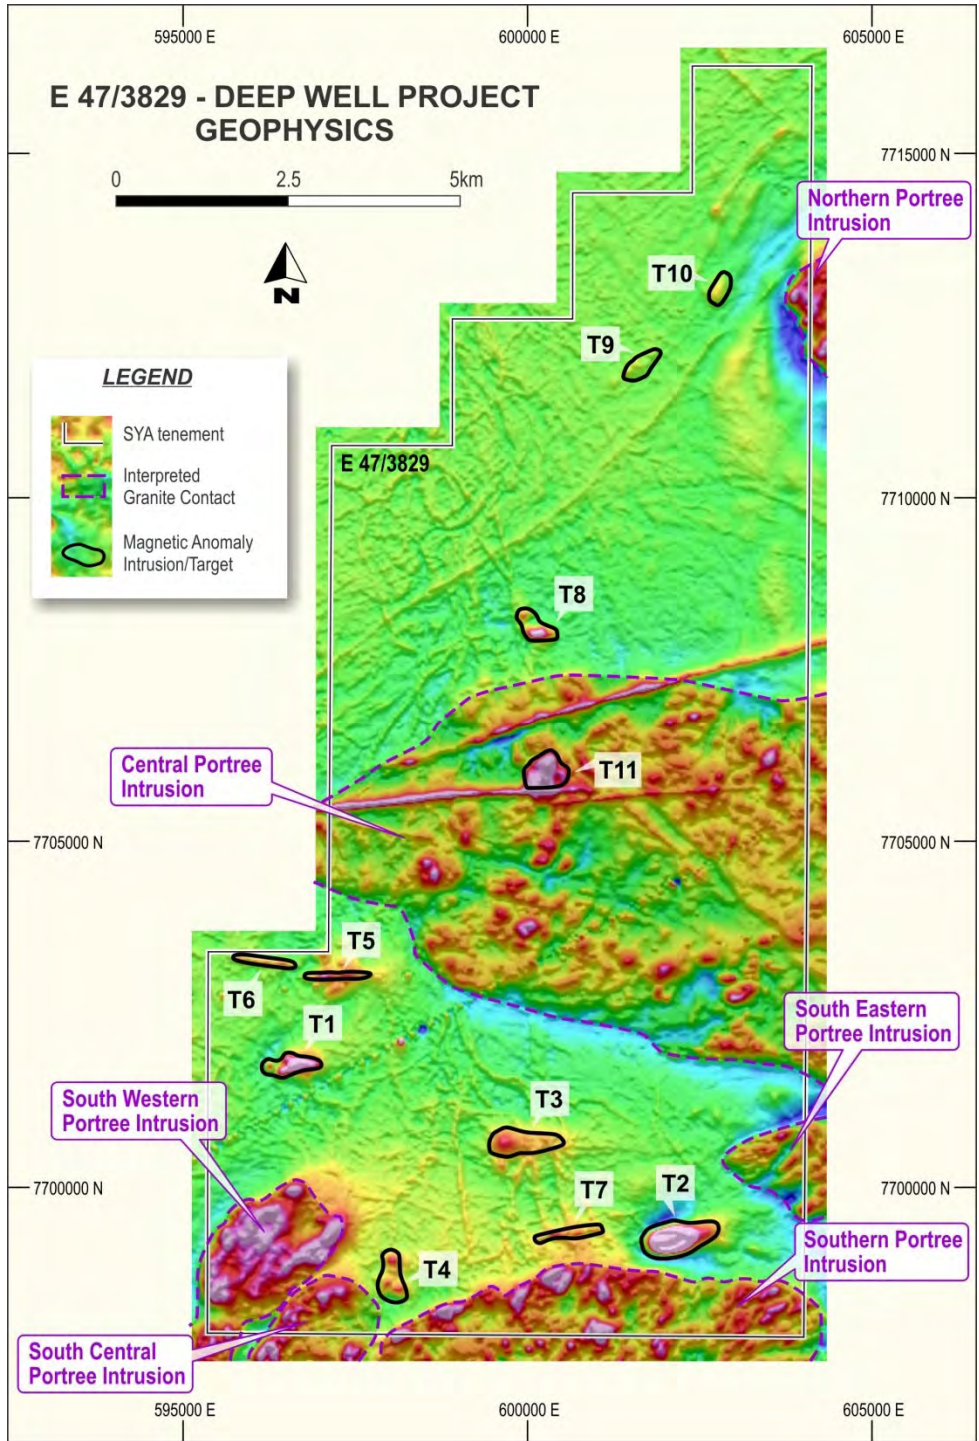 595000 E
600000 E
605000 E
E 47/3829 - DEEP WELL PROJECT
GEOPHYSICS
0
2.5
5km
N
7715000 N
Northern Portree
Intrusion
T10
T9
LEGEND
SYA tenement
Interpreted
Granite Contact
Magnetic Anomaly
Intrusion/Target
E 47/3829
7710000 N
T8
Central Portree
Intrusion
T11
7705000 N
T5
T6
T1
South Eastern
Portree Intrusion
South Western
Portree Intrusion
T3
7700000 N
T7
T2
Southern Portree
Intrusion
T4
South Central
Portree Intrusion
595000 E
600000 E
605000 E